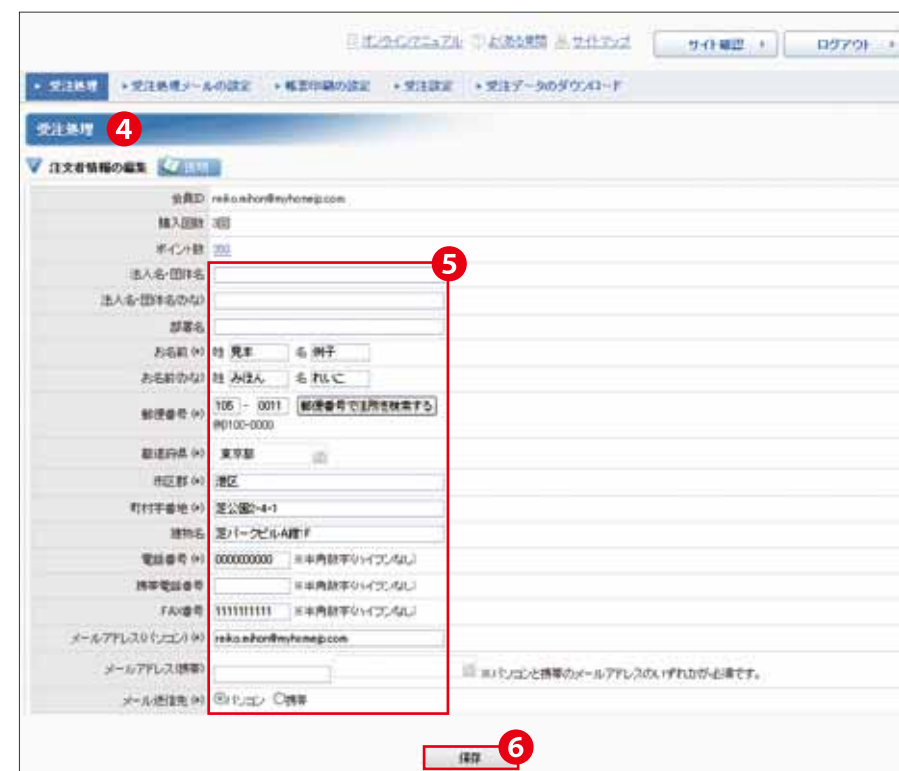 オンラインマニュアル よくある質問 サイトマップ サイト確認 ログアウト
受注処理 受注処理メールの設定 帳票印刷の設定 受注設定 受注データのダウンロード
受注処理 4
注文者情報の編集
会員ID
購入回数 3回
ポイント数 200
5
法人名・団体名
法人名・団体名(かな)
部署名
お名前 (*) 姓 見本 名 例子
お名前(かな) 姓 みほん 名 れいこ
郵便番号 (*) 105 - 0011 郵便番号で住所を検索する
例)100-0000
都道府県 (*) 東京都
市区郡 (*) 港区
町村字番地 (*) 芝公園2-4-1
建物名 芝パークビルA館1F
電話番号 (*) 0000000000 ※半角数字(ハイフンなし)
携帯電話番号 ※半角数字(ハイフンなし)
FAX番号 1111111111 ※半角数字(ハイフンなし)
メールアドレス(パソコン) (*)
メールアドレス(携帯) ※パソコンと携帯のメールアドレスのいずれかが必須です。
メール送信先 (*) パソコン 携帯
保存 6